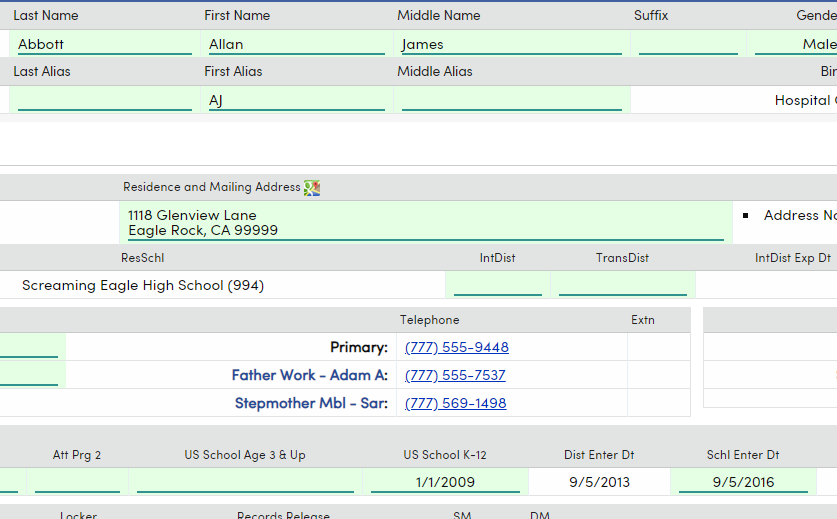 Last Name First Name Middle Name Suffix Gende
Abbott Allan James Male
Last Alias First Alias Middle Alias Bir
AJ Hospital
Residence and Mailing Address
1118 Glenview Lane
Eagle Rock, CA 99999
Address No
ResSchl IntDist TransDist IntDist Exp Dt
Screaming Eagle High School (994)
Telephone Extn
Primary: (777) 555-9448
Father Work - Adam A: (777) 555-7537
Stepmother Mbl - Sar: (777) 569-1498
Att Prg 2 US School Age 3 & Up US School K-12 Dist Enter Dt Schl Enter Dt
1/1/2009 9/5/2013 9/5/2016
Locker Records Release SM DM